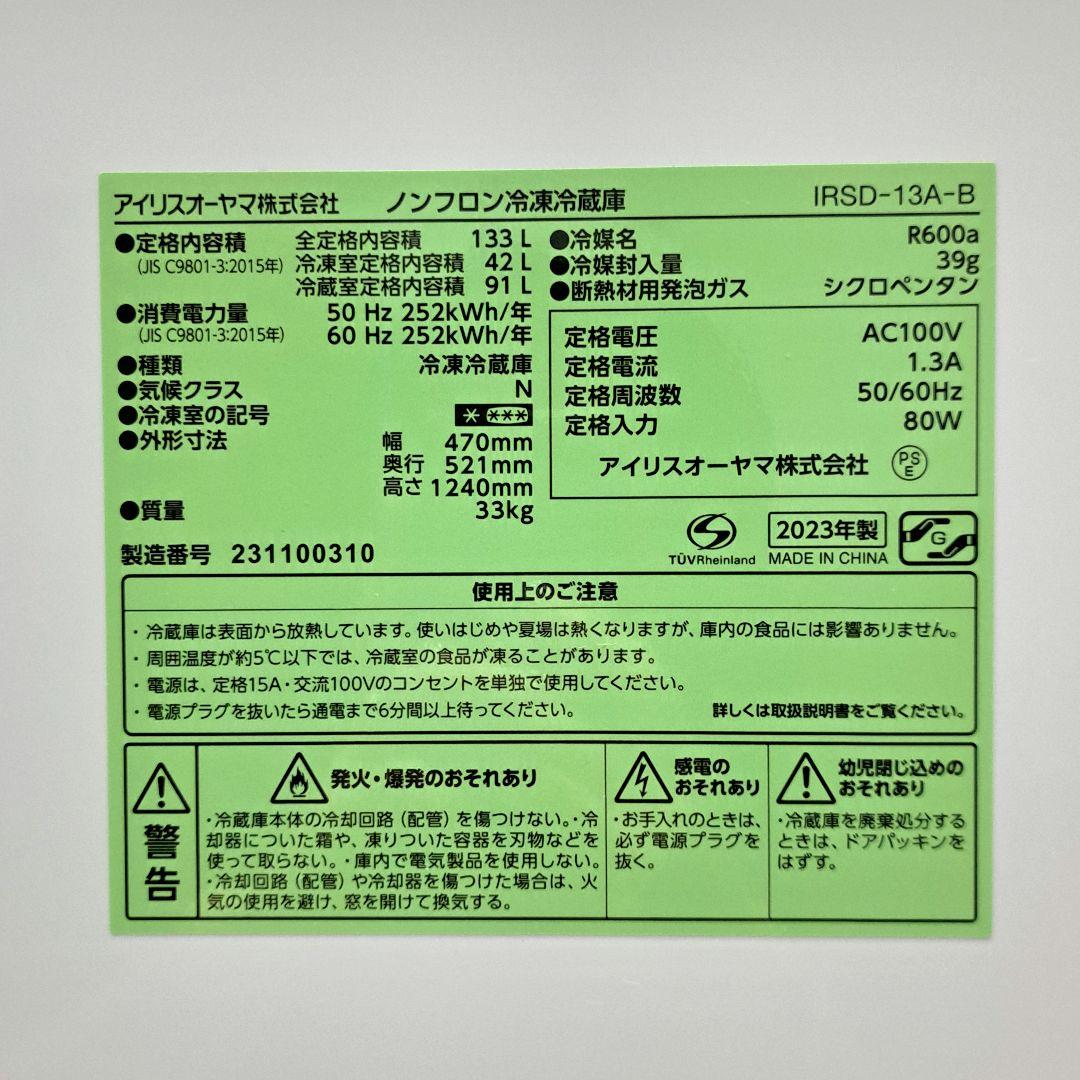 アイリスオーヤマ株式会社 ノンフロン冷凍冷蔵庫 IRSD-13A-B
●定格内容積 全定格内容積 133 L
(JIS C9801-3:2015年) 冷凍室定格内容積 42 L
冷蔵室定格内容積 91 L
●消費電力量 50 Hz 252kWh/年
(JIS C9801-3:2015年) 60 Hz 252kWh/年
●種類 冷凍冷蔵庫
●気候クラス N
●冷凍室の記号 * ***
●外形寸法 幅 470mm
奥行 521mm
高さ 1240mm
●質量 33kg
製造番号 231100310
●冷媒名 R600a
●冷媒封入量 39g
●断熱材用発泡ガス シクロペンタン
定格電圧 AC100V
定格電流 1.3A
定格周波数 50/60Hz
定格入力 80W
アイリスオーヤマ株式会社 PSE
TÜVRheinland
2023年製
MADE IN CHINA
G
使用上のご注意
・冷蔵庫は表面から放熱しています。使いはじめや夏場は熱くなりますが、庫内の食品には影響ありません。
・周囲温度が約5℃以下では、冷蔵室の食品が凍ることがあります。
・電源は、定格15A・交流100Vのコンセントを単独で使用してください。
・電源プラグを抜いたら通電まで6分間以上待ってください。 詳しくは取扱説明書をご覧ください。
警告
発火・爆発のおそれあり
・冷蔵庫本体の冷却回路（配管）を傷つけない。・冷
却器についた霜や、凍りついた容器を刃物などを
使って取らない。・庫内で電気製品を使用しない。
・冷却回路（配管）や冷却器を傷つけた場合は、火
気の使用を避け、窓を開けて換気する。
感電の
おそれあり
・お手入れのときは、
必ず電源プラグを
抜く。
幼児閉じ込めの
おそれあり
・冷蔵庫を廃棄処分する
ときは、ドアパッキンを
はずす。